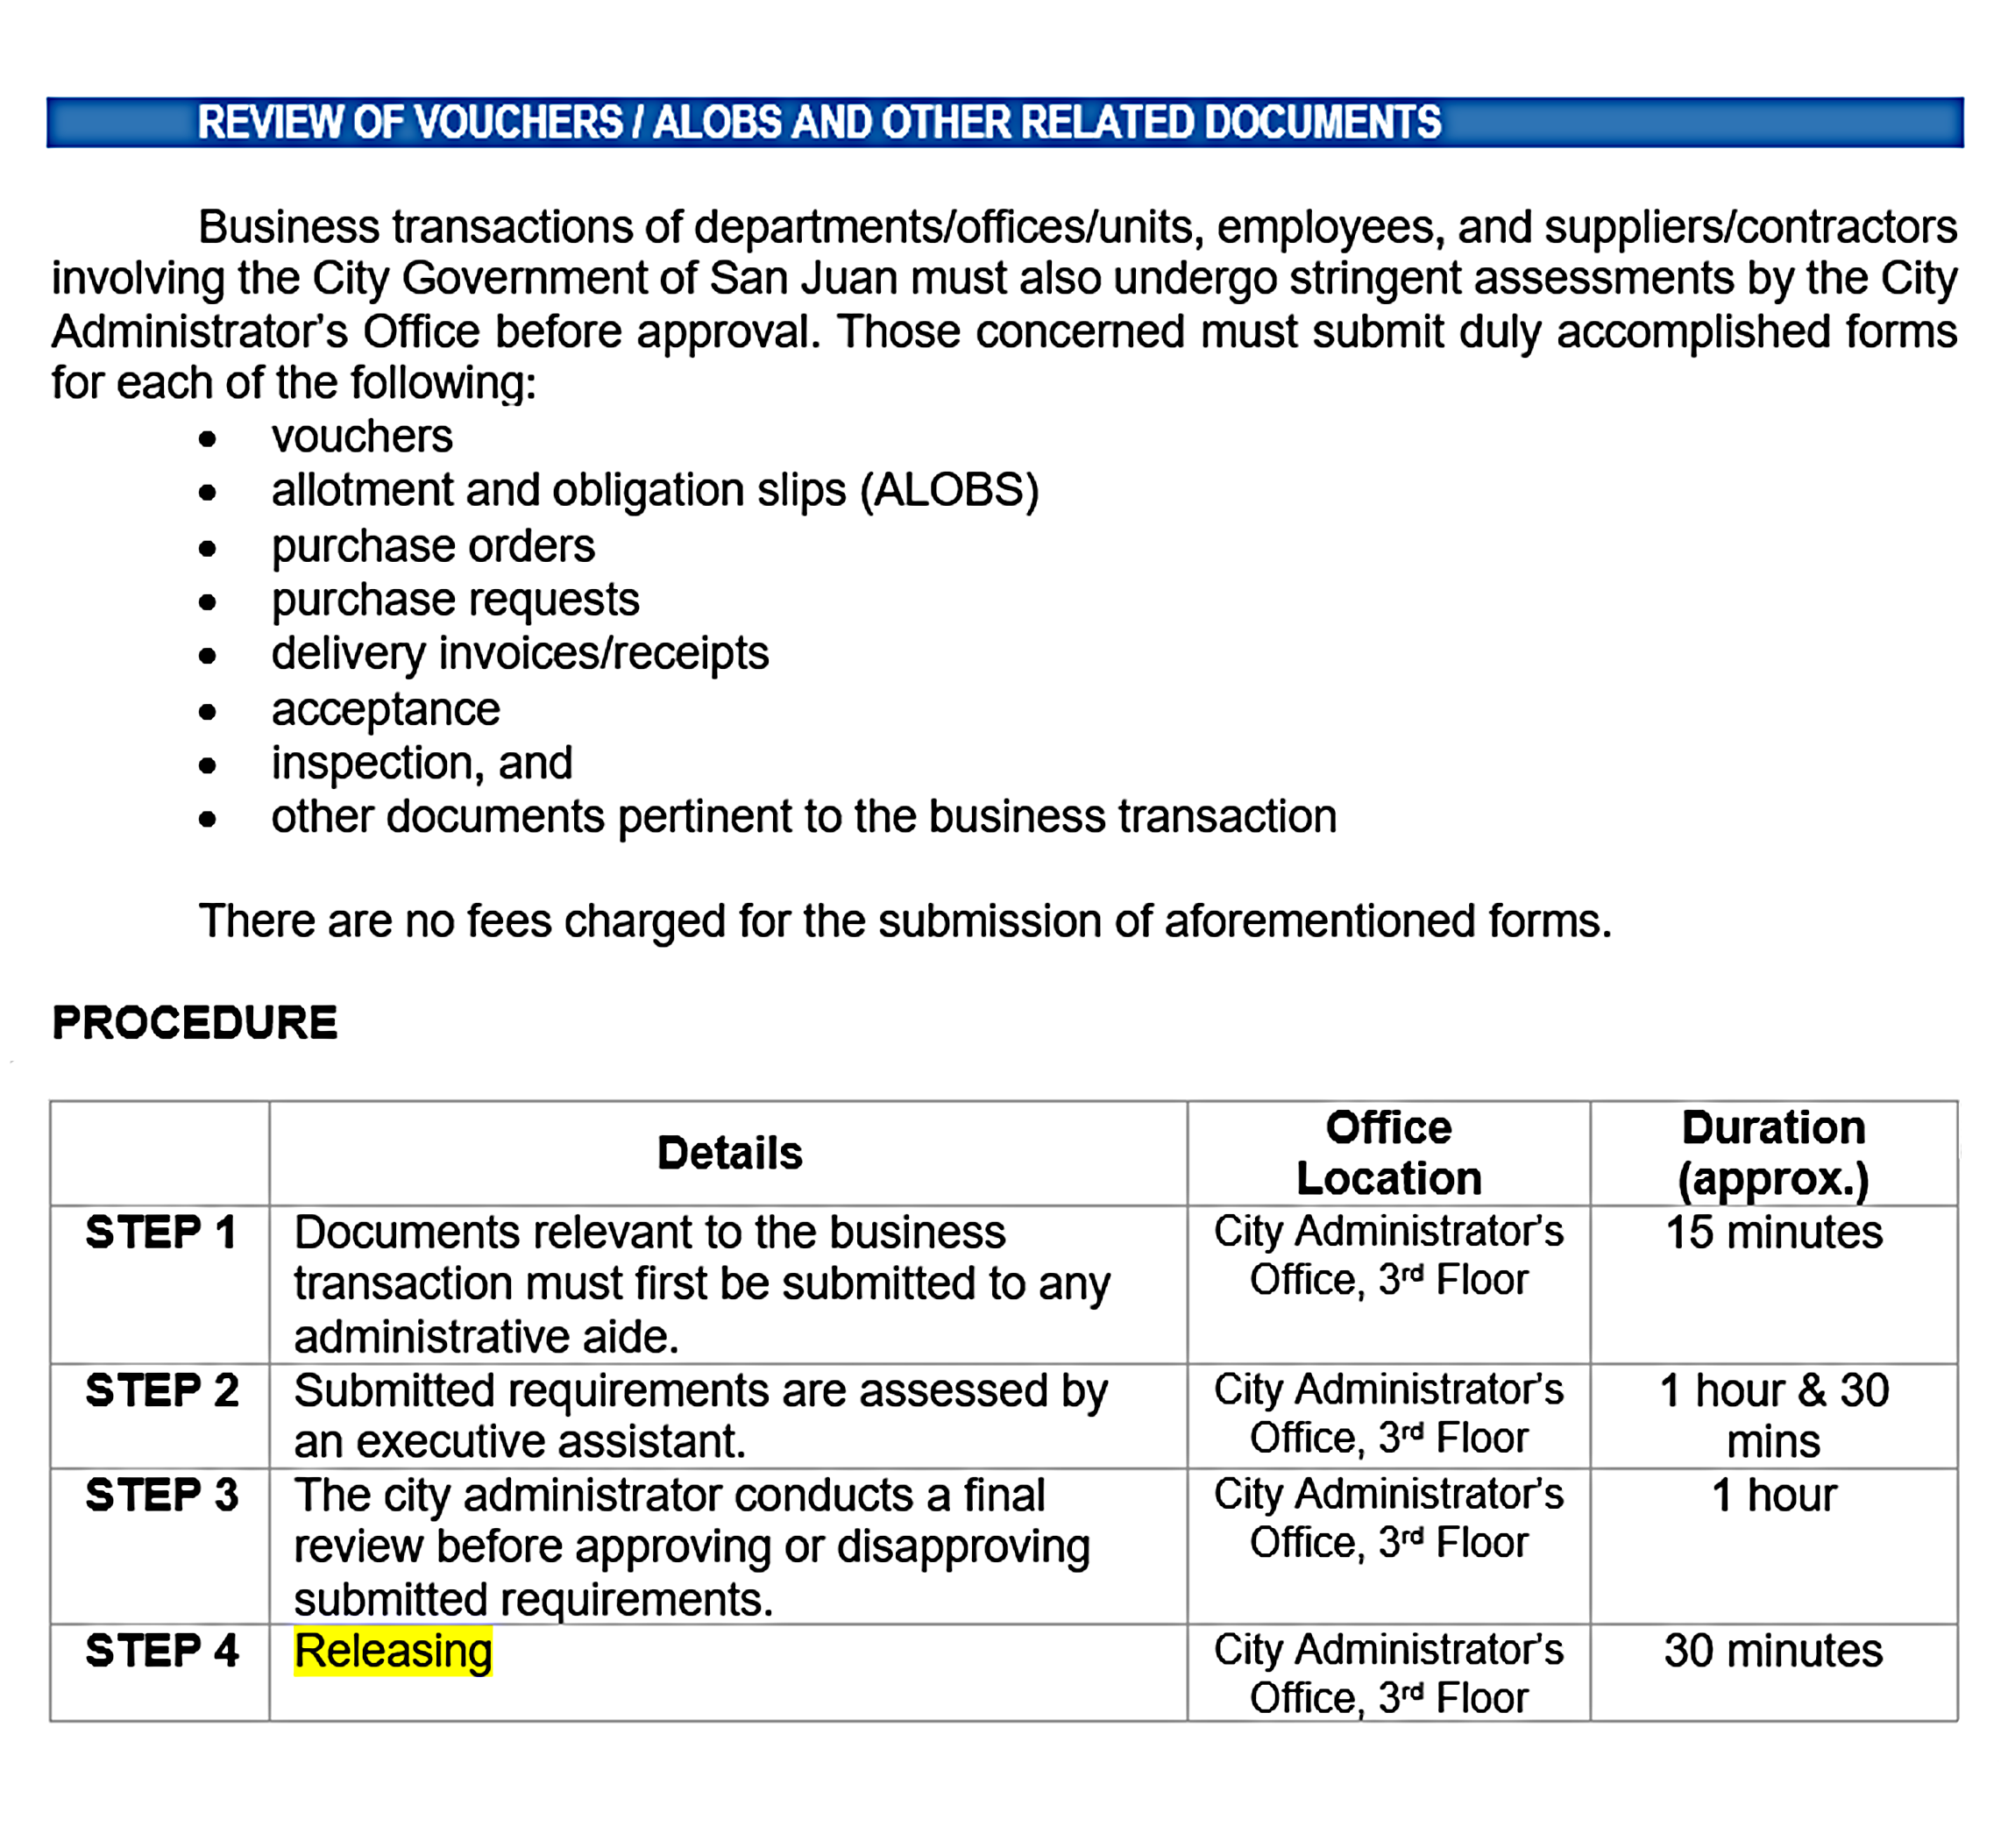 REVIEW OF VOUCHERS / ALOBS AND OTHER RELATED DOCUMENTS
Business transactions of departments/offices/units, employees, and suppliers/contractors
involving the City Government of San Juan must also undergo stringent assessments by the City
Administrator's Office before approval. Those concerned must submit duly accomplished forms
for each of the following:
• vouchers
• allotment and obligation slips (ALOBS)
• purchase orders
• purchase requests
• delivery invoices/receipts
• acceptance
• inspection, and
• other documents pertinent to the business transaction
There are no fees charged for the submission of aforementioned forms.
PROCEDURE
Details
Office
Location
Duration
(approx.)
STEP 1
Documents relevant to the business
transaction must first be submitted to any
administrative aide.
City Administrator's
Office, 3rd Floor
15 minutes
STEP 2
Submitted requirements are assessed by
an executive assistant.
City Administrator's
Office, 3rd Floor
1 hour & 30
mins
STEP 3
The city administrator conducts a final
review before approving or disapproving
submitted requirements.
City Administrator's
Office, 3rd Floor
1 hour
STEP 4
Releasing
City Administrator's
Office, 3rd Floor
30 minutes